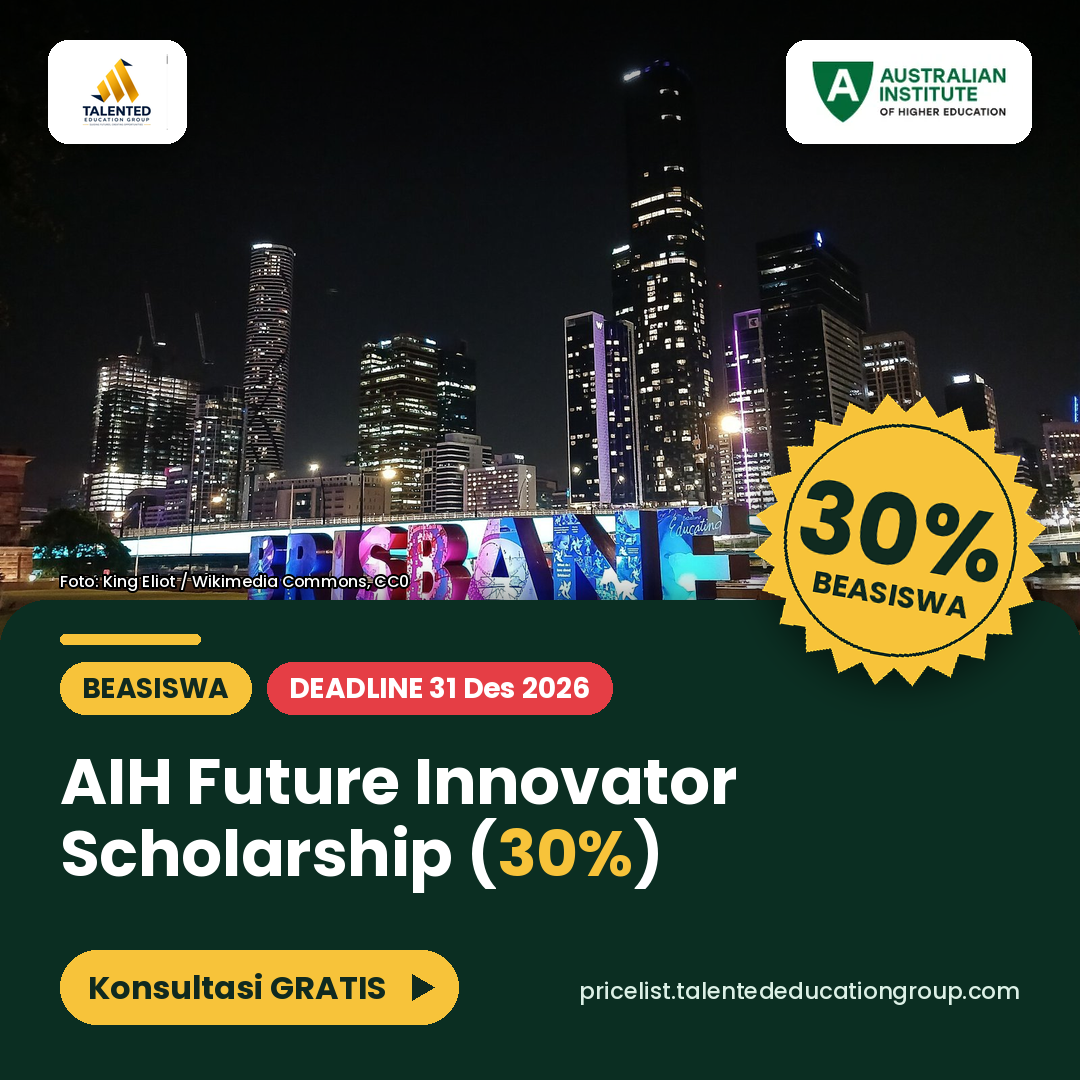 TALENTED
EDUCATION GROUP
AUSTRALIAN
INSTITUTE
OF HIGHER EDUCATION
W
BRISBANE
Educating
30%
BEASISWA
Foto: King Eliot / Wikimedia Commons, CC0
BEASISWA
DEADLINE 31 Des 2026
AIH Future Innovator
Scholarship (30%)
Konsultasi GRATIS
pricelist.talentededucationgroup.com